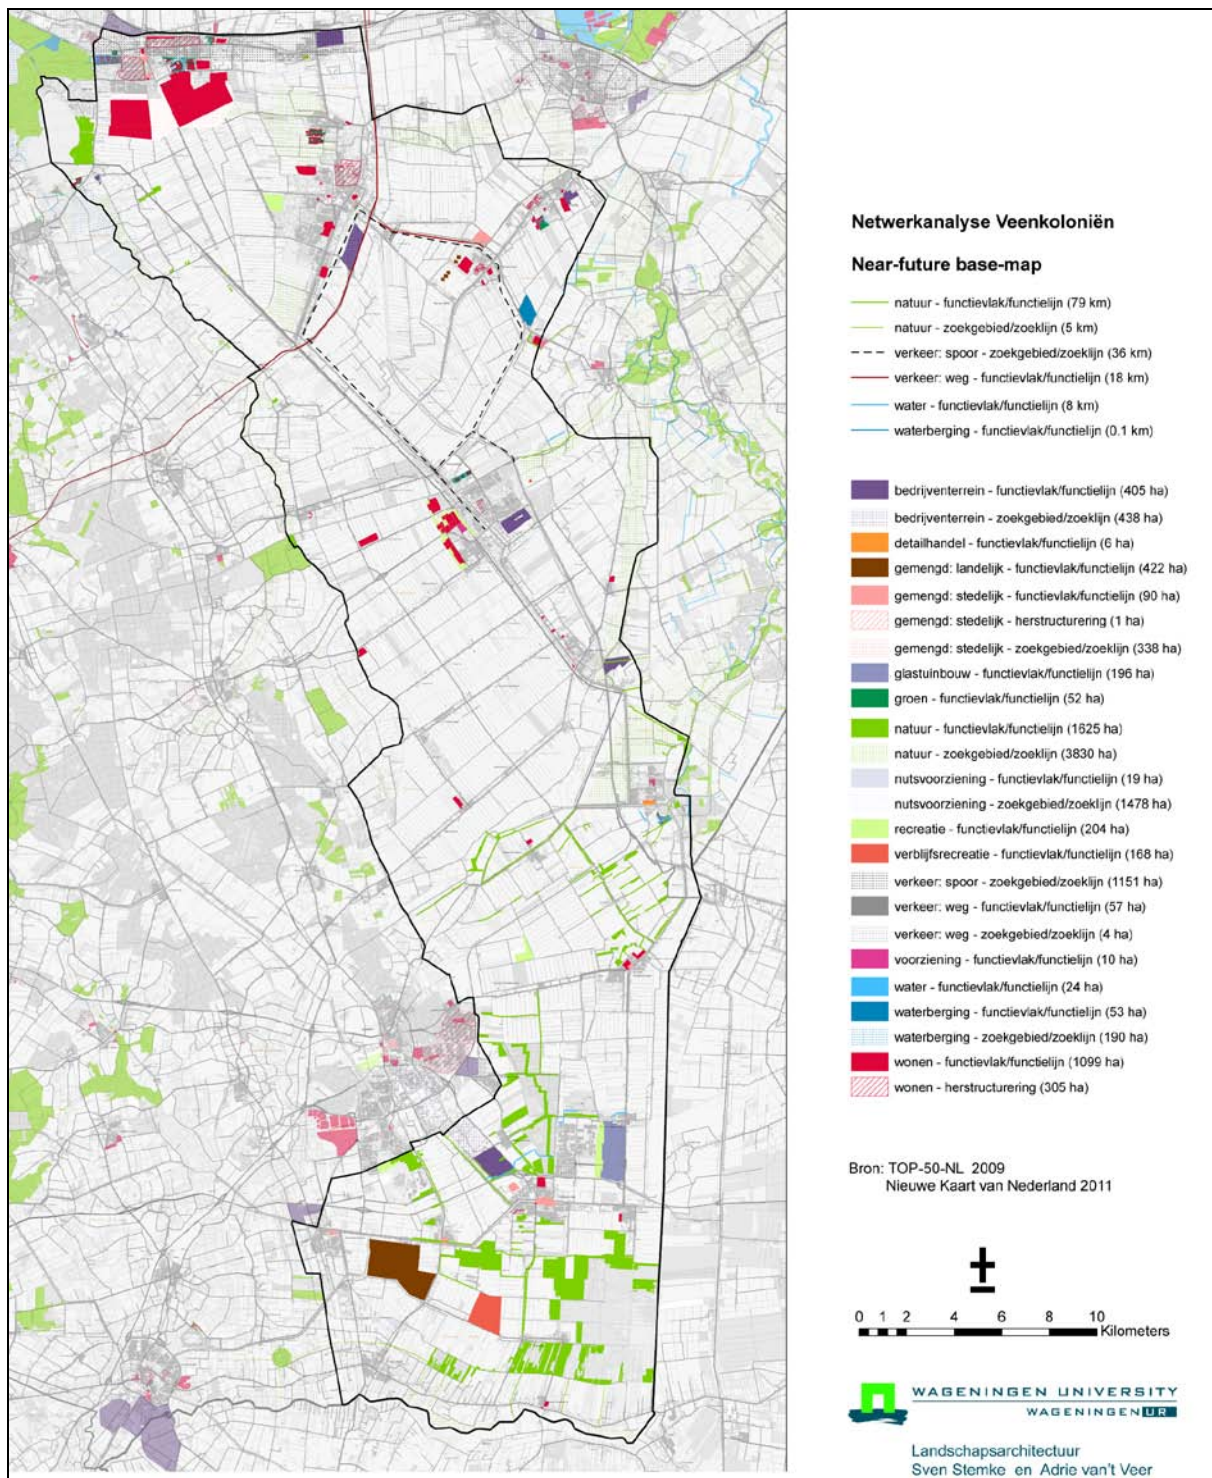 Netwerkanalyse Veenkoloniën
Near-future base-map
natuur - functievlak/functielijn (79 km)
natuur - zoekgebied/zoeklijn (5 km)
verkeer: spoor - zoekgebied/zoeklijn (36 km)
verkeer: weg - functievlak/functielijn (18 km)
water - functievlak/functielijn (8 km)
waterberging - functievlak/functielijn (0.1 km)
bedrijventerrein - functievlak/functielijn (405 ha)
bedrijventerrein - zoekgebied/zoeklijn (438 ha)
detailhandel - functievlak/functielijn (6 ha)
gemengd: landelijk - functievlak/functielijn (422 ha)
gemengd: stedelijk - functievlak/functielijn (90 ha)
gemengd: stedelijk - herstructurering (1 ha)
gemengd: stedelijk - zoekgebied/zoeklijn (338 ha)
glastuinbouw - functievlak/functielijn (196 ha)
groen - functievlak/functielijn (52 ha)
natuur - functievlak/functielijn (1625 ha)
natuur - zoekgebied/zoeklijn (3830 ha)
nutsvoorziening - functievlak/functielijn (19 ha)
nutsvoorziening - zoekgebied/zoeklijn (1478 ha)
recreatie - functievlak/functielijn (204 ha)
verblijfsrecreatie - functievlak/functielijn (168 ha)
verkeer: spoor - zoekgebied/zoeklijn (1151 ha)
verkeer: weg - functievlak/functielijn (57 ha)
verkeer: weg - zoekgebied/zoeklijn (4 ha)
voorziening - functievlak/functielijn (10 ha)
water - functievlak/functielijn (24 ha)
waterberging - functievlak/functielijn (53 ha)
waterberging - zoekgebied/zoeklijn (190 ha)
wonen - functievlak/functielijn (1099 ha)
wonen - herstructurering (305 ha)
Bron: TOP-50-NL 2009
Nieuwe Kaart van Nederland 2011
0 1 2 4 6 8 10
Kilometers
WAGENINGEN UNIVERSITY
WAGENINGEN UR
Landschapsarchitectuur
Sven Stemke en Adrie van't Veer